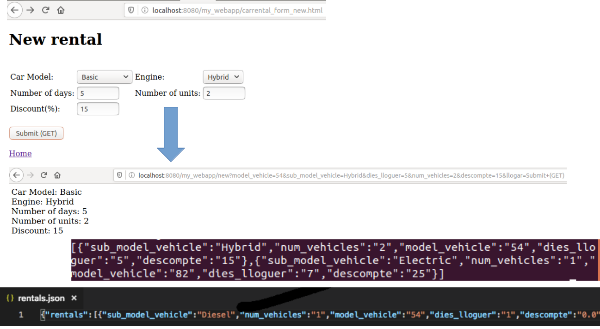 localhost:8080/my_webapp/carrental_form_new.html
New rental
Car Model: Basic Engine: Hybrid
Number of days: 5 Number of units: 2
Discount(%): 15
Submit (GET)
Home
localhost:8080/my_webapp/new?model_vehicle=54&sub_model_vehicle=Hybrid&dies_lloguer=5&num_vehicles=2&descompte=15&llogar=Submit+(GET)
Car Model: Basic
Engine: Hybrid
Number of days: 5
Number of units: 2
Discount: 15
[{"sub_model_vehicle":"Hybrid","num_vehicles":"2","model_vehicle":"54","dies_llo
guer":"5","descompte":"15"},{"sub_model_vehicle":"Electric","num_vehicles":"1","
model_vehicle":"82","dies_lloguer":"7","descompte":"25"}]
{} rentals.json ×
1 {"rentals":[{"sub_model_vehicle":"Diesel","num_vehicles":"1","model_vehicle":"54","dies_lloguer":"1","descompte":"0.0"